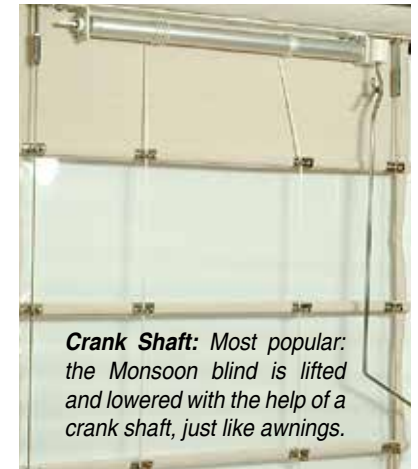 Crank Shaft: Most popular:
the Monsoon blind is lifted
and lowered with the help of a
crank shaft, just like awnings.